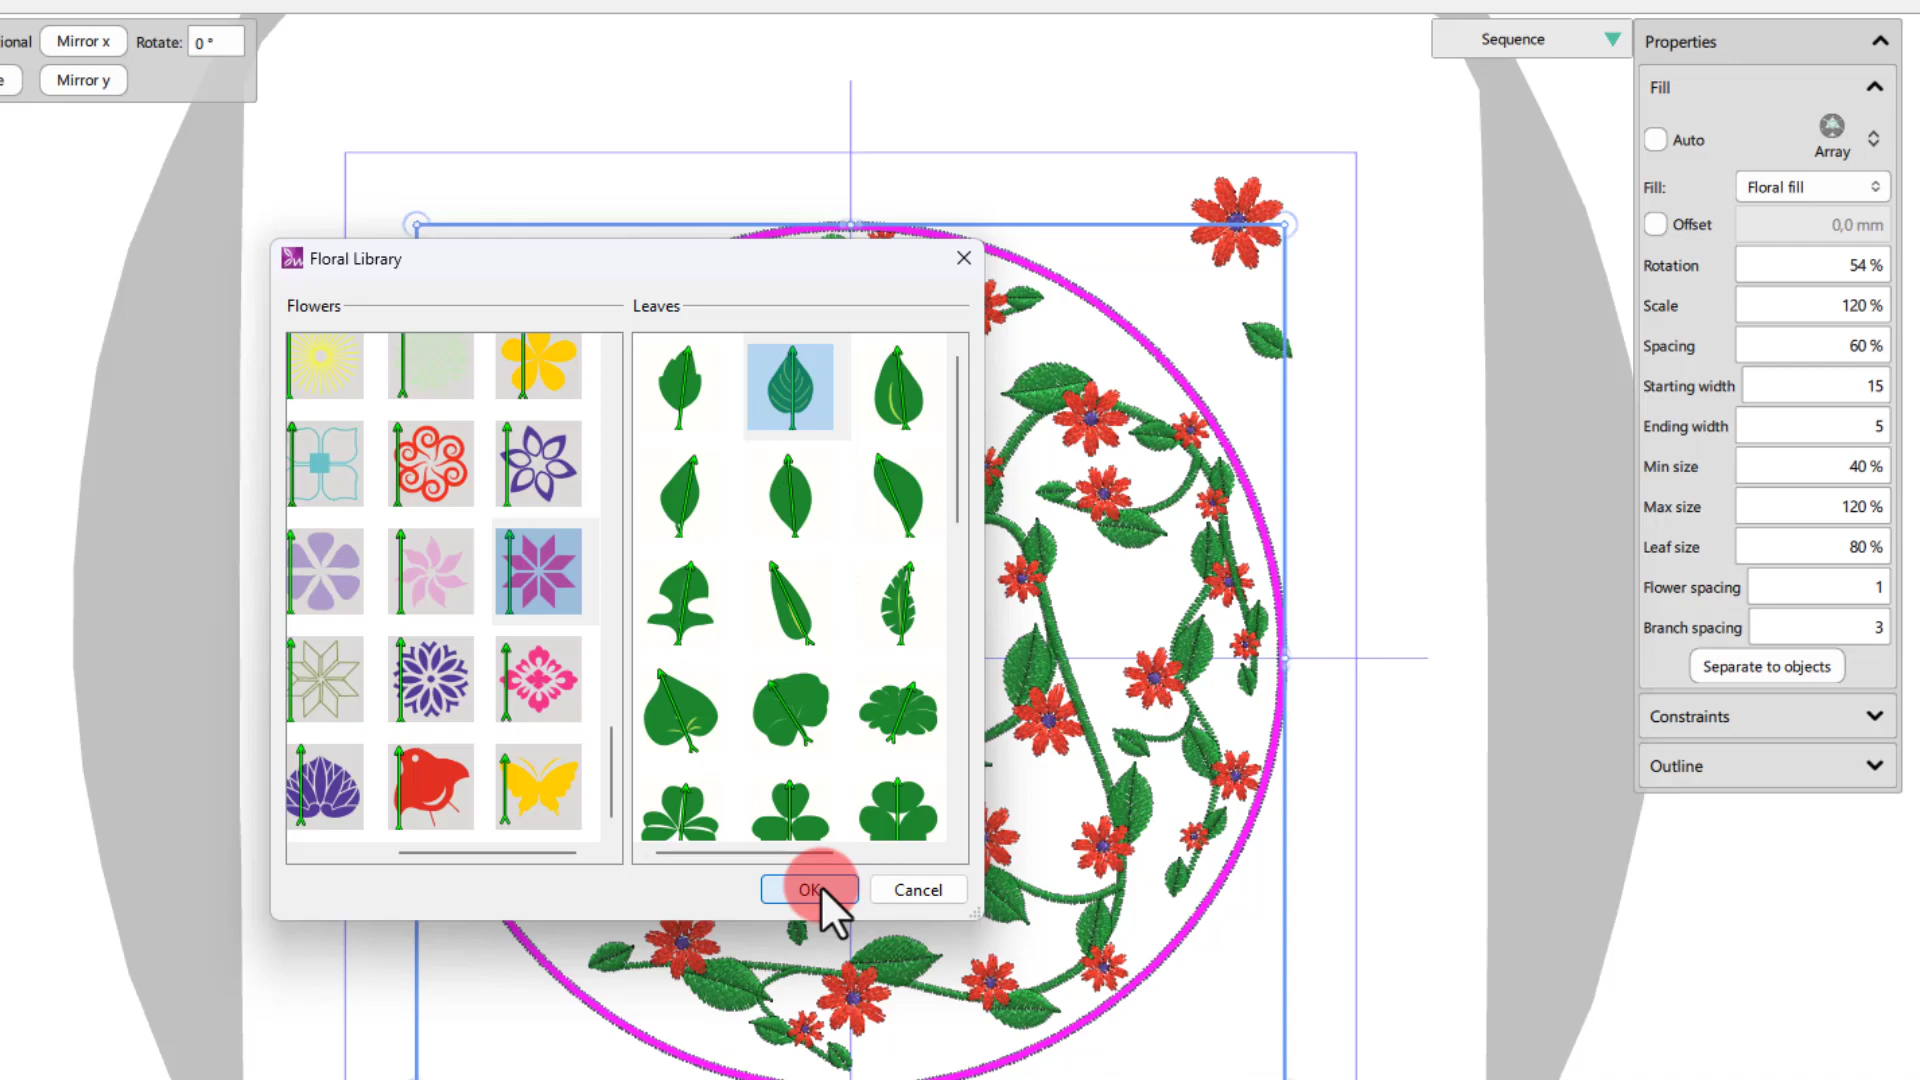 ional
Mirror x
Rotate:
0 °
e
Mirror y
Sequence
Properties
Fill
Auto
Array
Fill:
Floral fill
Offset
0,0 mm
Rotation
54 %
Scale
120 %
Spacing
60 %
Starting width
15
Ending width
5
Min size
40 %
Max size
120 %
Leaf size
80 %
Flower spacing
1
Branch spacing
3
Separate to objects
Constraints
Outline
Floral Library
Flowers
Leaves
OK
Cancel